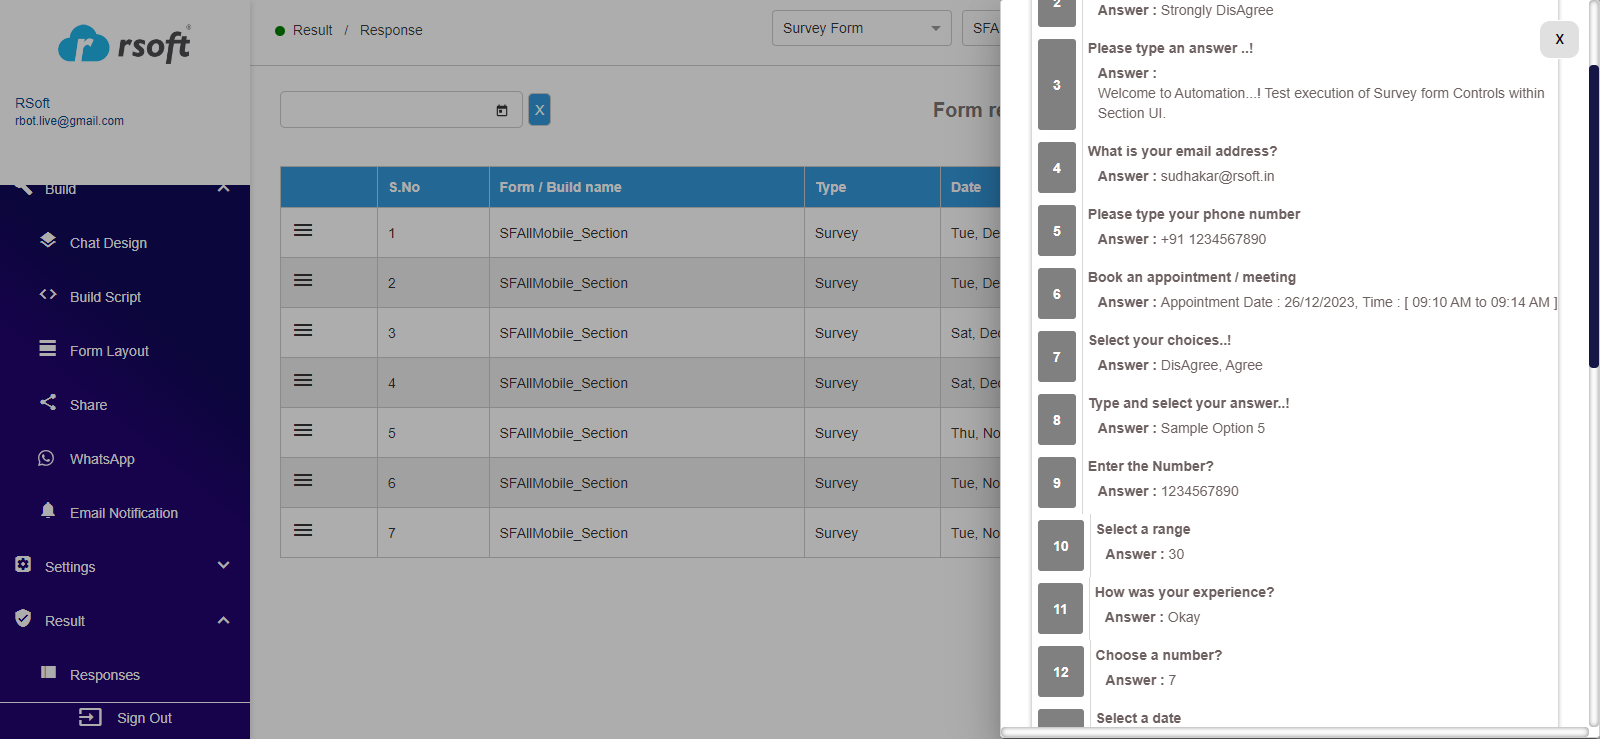 rsoft®
RSoft
rbot.live@gmail.com
Build
Chat Design
Build Script
Form Layout
Share
WhatsApp
Email Notification
Settings
Result
Responses
Sign Out
Result / Response
Survey Form
SFA
X
Form re
S.No Form / Build name Type Date
1 SFAllMobile_Section Survey Tue, De
2 SFAllMobile_Section Survey Tue, De
3 SFAllMobile_Section Survey Sat, Dec
4 SFAllMobile_Section Survey Sat, Dec
5 SFAllMobile_Section Survey Thu, No
6 SFAllMobile_Section Survey Tue, No
7 SFAllMobile_Section Survey Tue, No
X
2
Answer : Strongly DisAgree
3 Please type an answer ..!
Answer :
Welcome to Automation...! Test execution of Survey form Controls within
Section UI.
4 What is your email address?
Answer : sudhakar@rsoft.in
5 Please type your phone number
Answer : +91 1234567890
6 Book an appointment / meeting
Answer : Appointment Date : 26/12/2023, Time : [ 09:10 AM to 09:14 AM ]
7 Select your choices..!
Answer : DisAgree, Agree
8 Type and select your answer..!
Answer : Sample Option 5
9 Enter the Number?
Answer : 1234567890
10 Select a range
Answer : 30
11 How was your experience?
Answer : Okay
12 Choose a number?
Answer : 7
Select a date